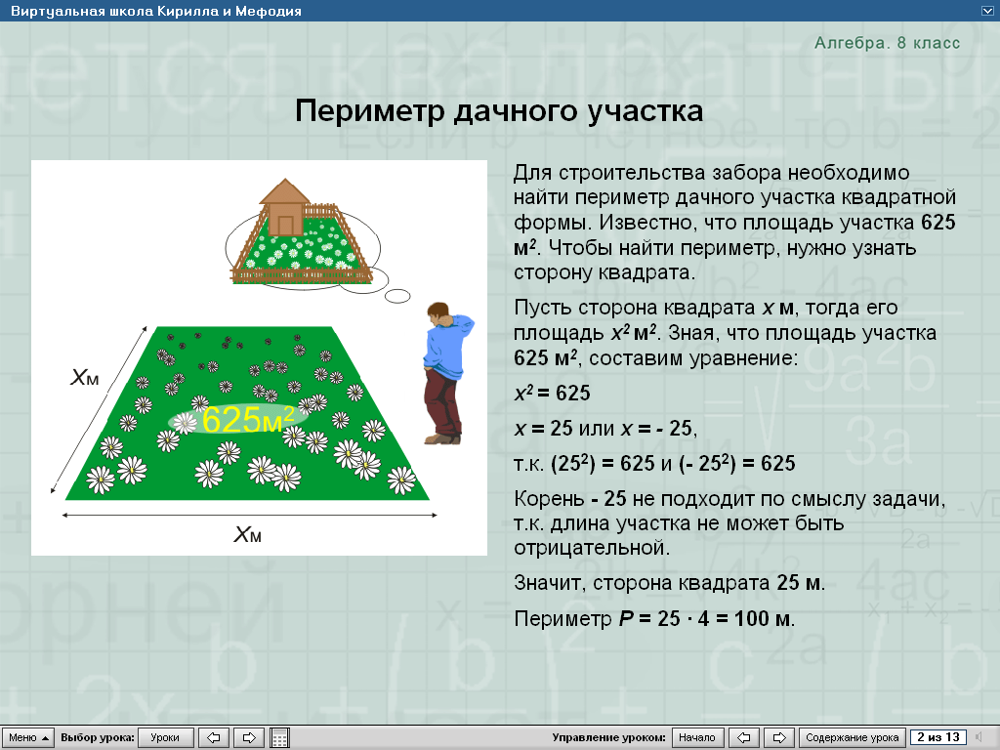 Виртуальная школа Кирилла и Мефодия
Алгебра. 8 класс
Периметр дачного участка
Для строительства забора необходимо
найти периметр дачного участка квадратной
формы. Известно, что площадь участка 625
м². Чтобы найти периметр, нужно узнать
сторону квадрата.
Пусть сторона квадрата x м, тогда его
площадь x² м². Зная, что площадь участка
625 м², составим уравнение:
x² = 625
x = 25 или x = - 25,
т.к. (25²) = 625 и (- 25²) = 625
Корень - 25 не подходит по смыслу задачи,
т.к. длина участка не может быть
отрицательной.
Значит, сторона квадрата 25 м.
Периметр P = 25 · 4 = 100 м.
Xм
625м²
Xм
Меню
Выбор урока:
Уроки
Управление уроком:
Начало
Содержание урока
2 из 13